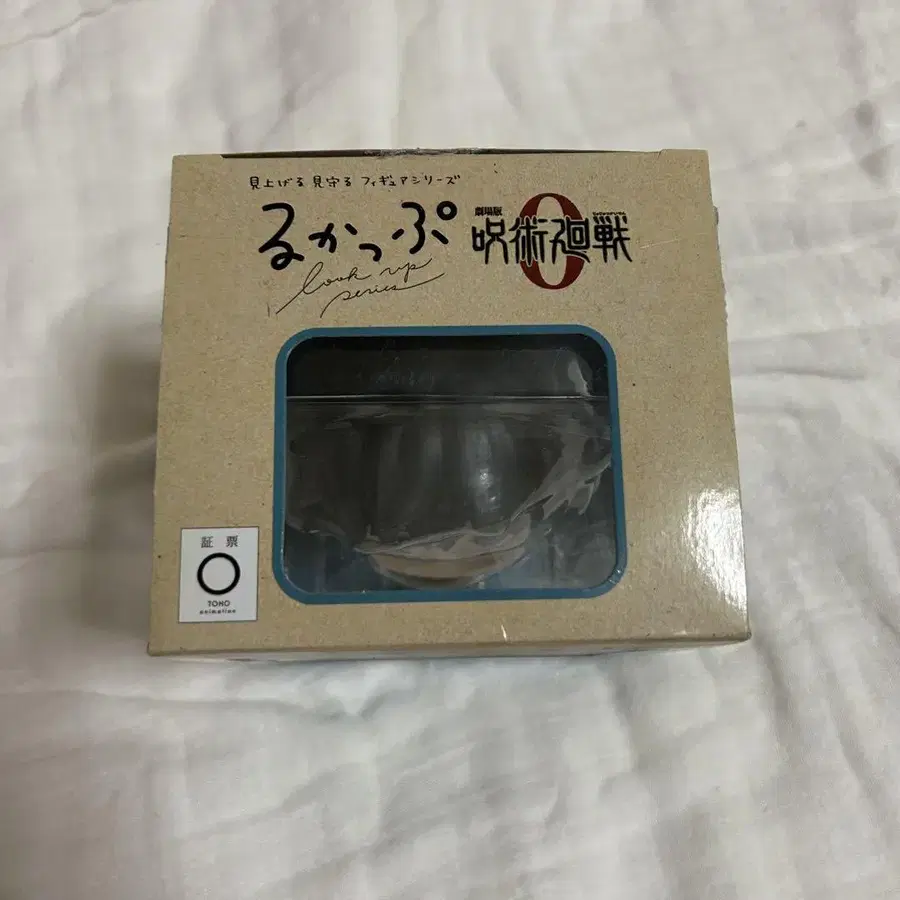 見上げる 見守る フィギュアシリーズ
るかっぷ
look up
series
劇場版
呪術廻戦
0
証票
TOHO
animation